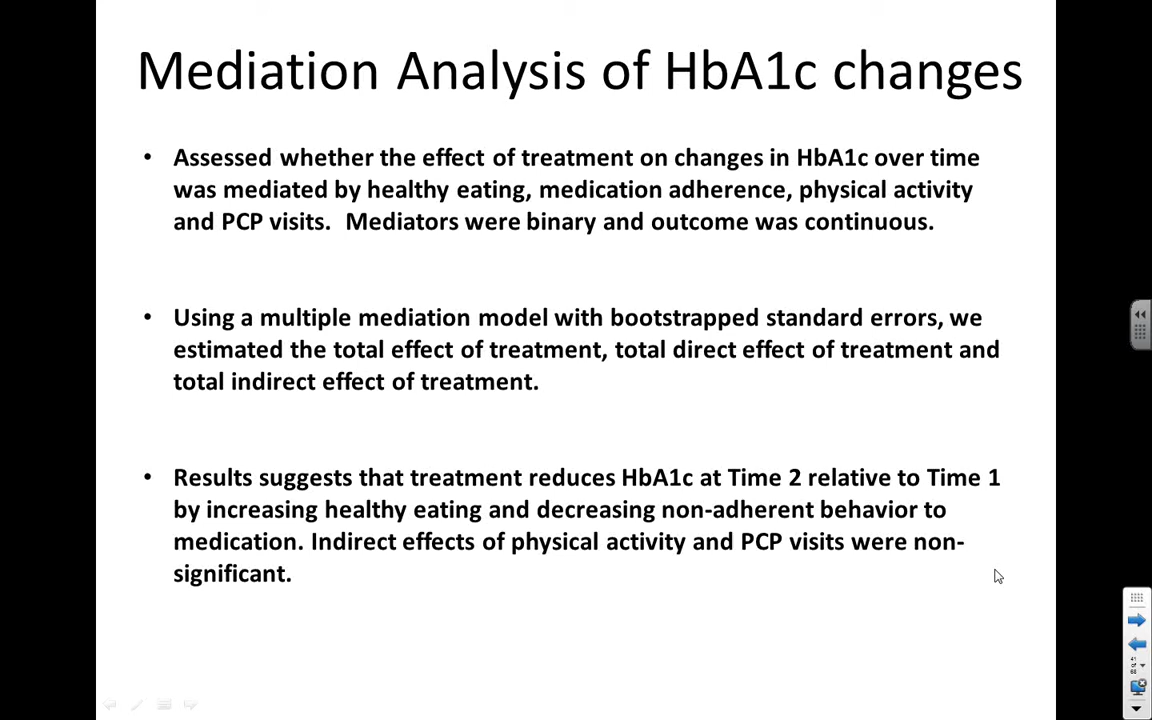 Mediation Analysis of HbA1c changes
• Assessed whether the effect of treatment on changes in HbA1c over time
was mediated by healthy eating, medication adherence, physical activity
and PCP visits.  Mediators were binary and outcome was continuous.
• Using a multiple mediation model with bootstrapped standard errors, we
estimated the total effect of treatment, total direct effect of treatment and
total indirect effect of treatment.
• Results suggests that treatment reduces HbA1c at Time 2 relative to Time 1
by increasing healthy eating and decreasing non-adherent behavior to
medication. Indirect effects of physical activity and PCP visits were non-
significant.
41
of
68